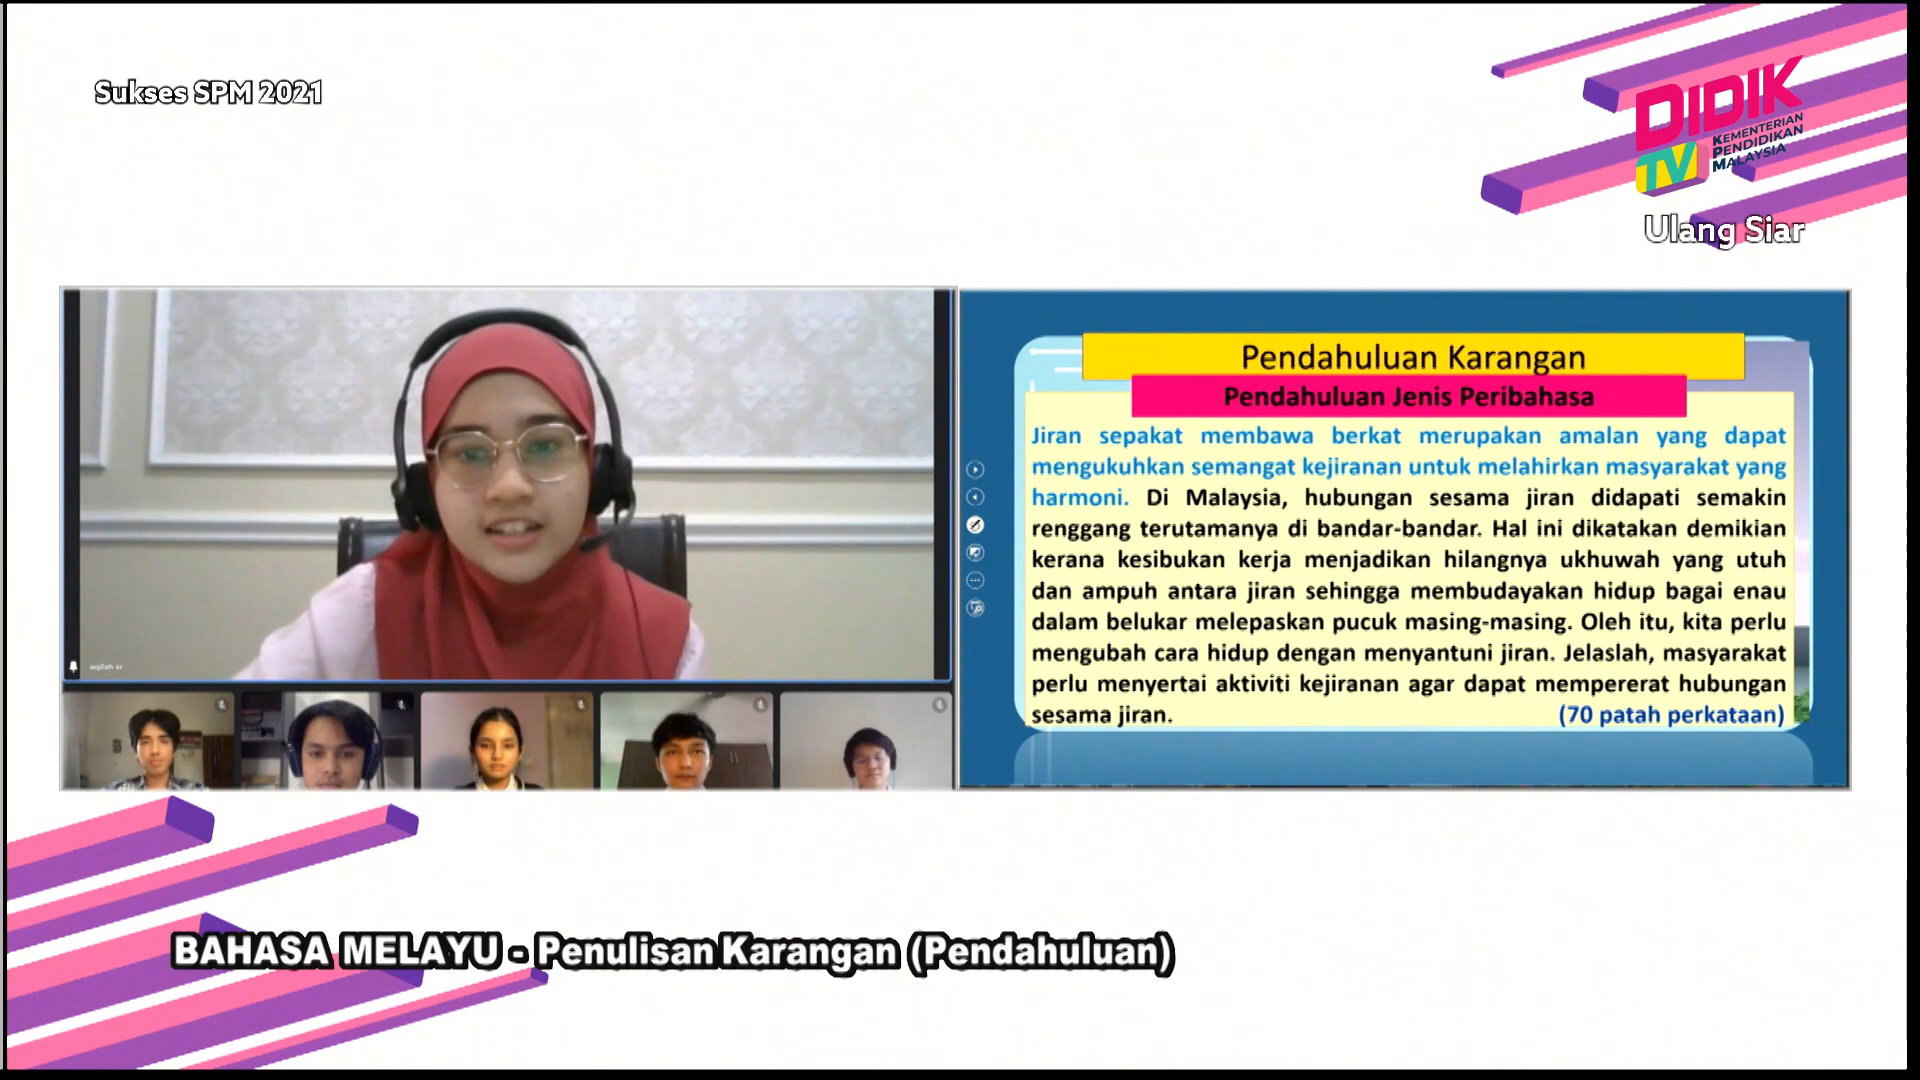 Sukses SPM 2021
DIDIK
TV
KEMENTERIAN
PENDIDIKAN
MALAYSIA
Ulang Siar
Pendahuluan Karangan
Pendahuluan Jenis Peribahasa
Jiran sepakat membawa berkat merupakan amalan yang dapat
mengukuhkan semangat kejiranan untuk melahirkan masyarakat yang
harmoni. Di Malaysia, hubungan sesama jiran didapati semakin
renggang terutamanya di bandar-bandar. Hal ini dikatakan demikian
kerana kesibukan kerja menjadikan hilangnya ukhuwah yang utuh
dan ampuh antara jiran sehingga membudayakan hidup bagai enau
dalam belukar melepaskan pucuk masing-masing. Oleh itu, kita perlu
mengubah cara hidup dengan menyantuni jiran. Jelaslah, masyarakat
perlu menyertai aktiviti kejiranan agar dapat mempererat hubungan
sesama jiran. (70 patah perkataan)
BAHASA MELAYU - Penulisan Karangan (Pendahuluan)